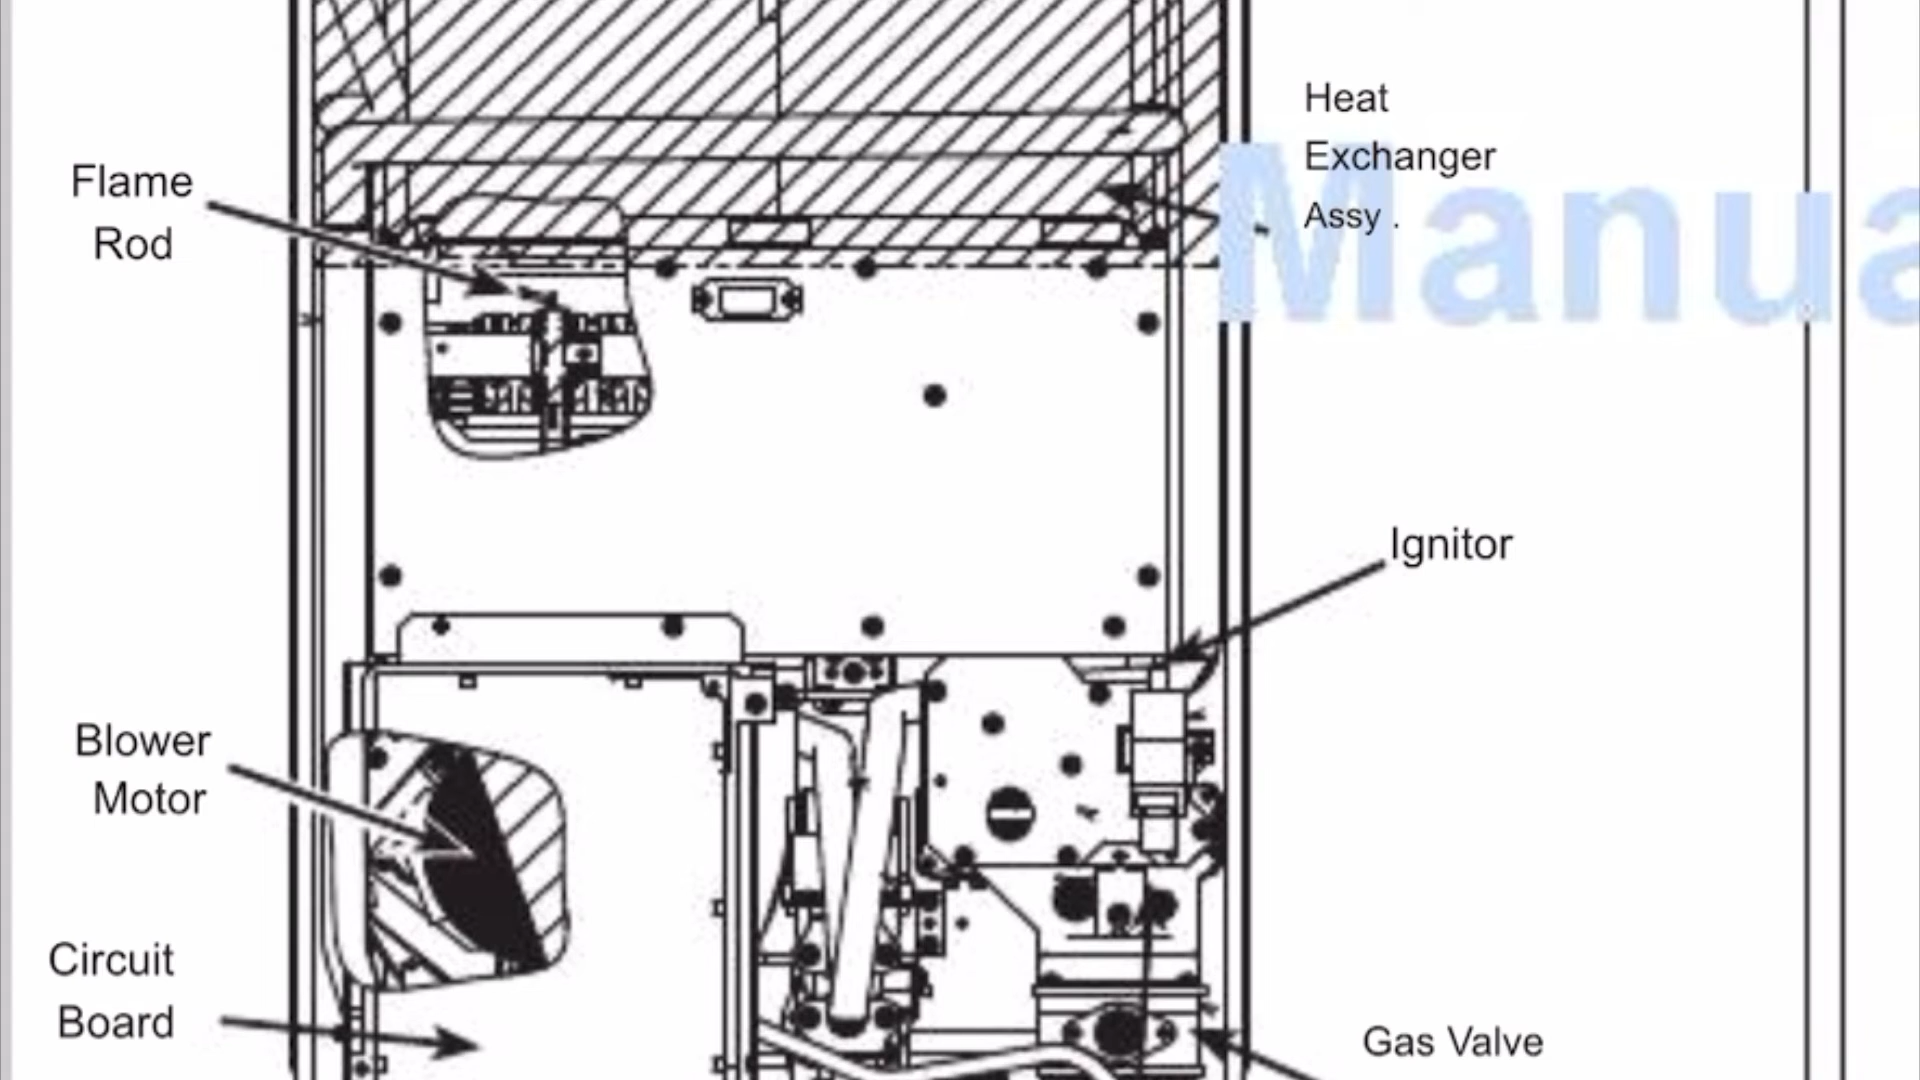 Heat
Exchanger
Assy .
Flame
Rod
Manua
Ignitor
Blower
Motor
Circuit
Board
Gas Valve